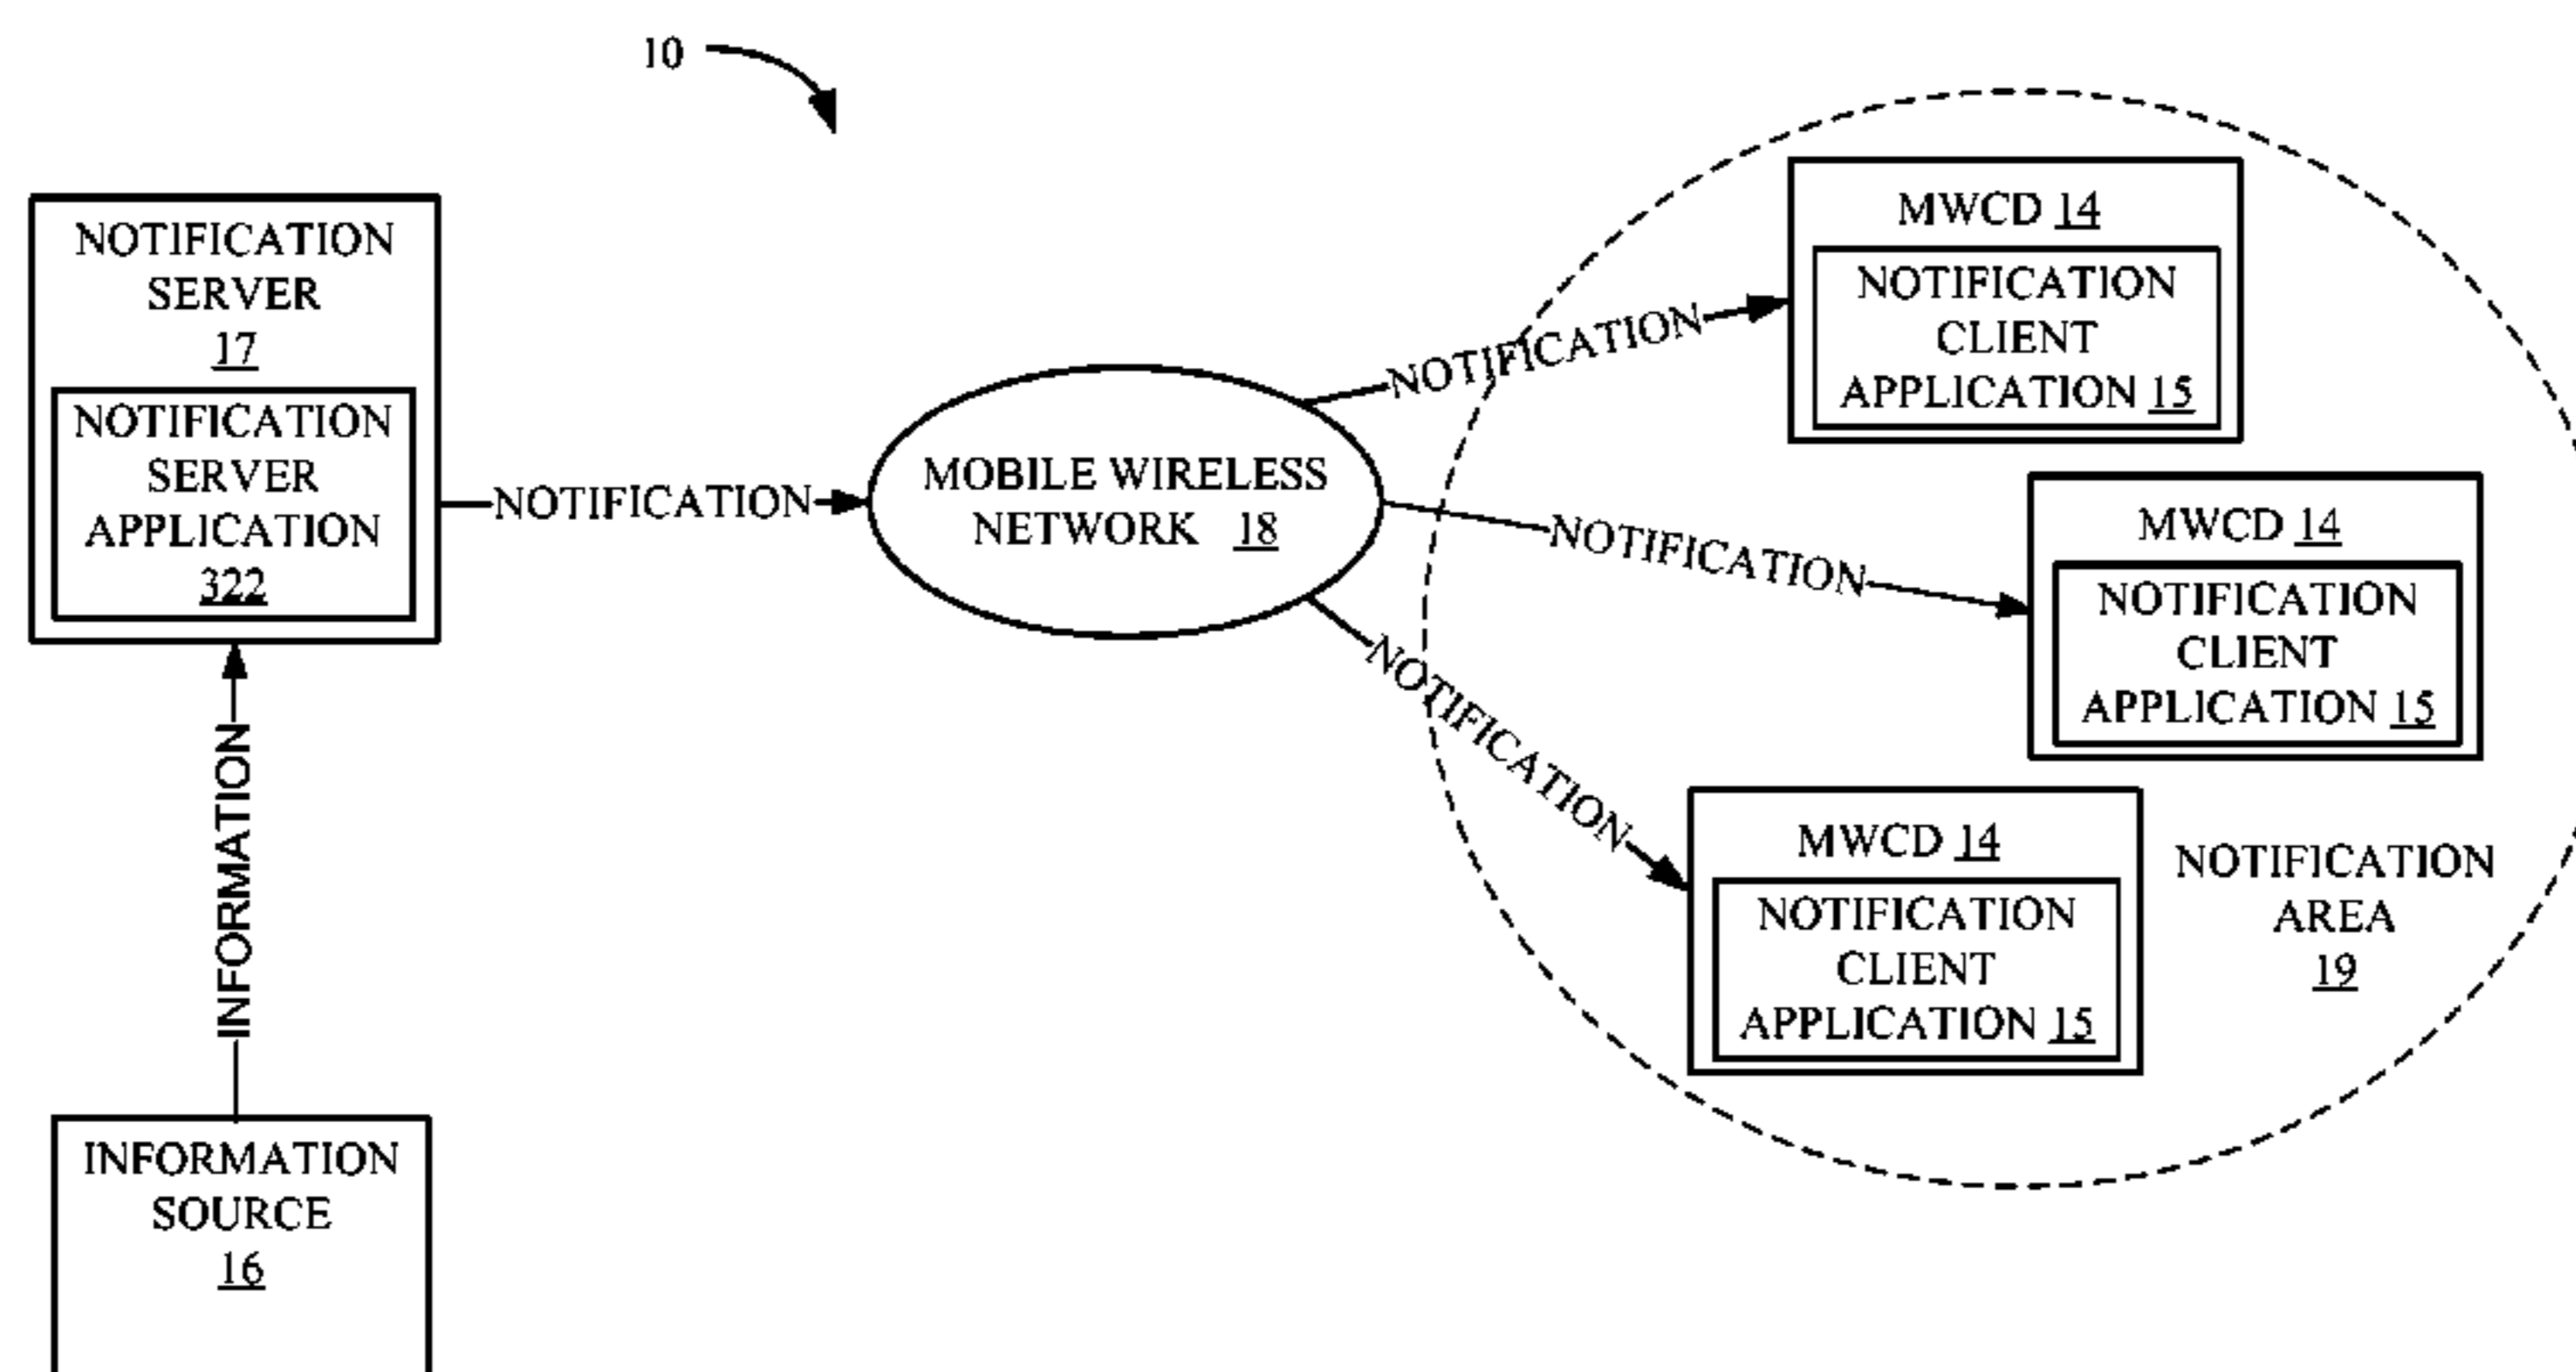 10
NOTIFICATION
SERVER
17
NOTIFICATION
SERVER
APPLICATION
322
NOTIFICATION
MOBILE WIRELESS
NETWORK 18
NOTIFICATION
NOTIFICATION
NOTIFICATION
MWCD 14
NOTIFICATION
CLIENT
APPLICATION 15
MWCD 14
NOTIFICATION
CLIENT
APPLICATION 15
MWCD 14
NOTIFICATION
CLIENT
APPLICATION 15
NOTIFICATION
AREA
19
INFORMATION
INFORMATION
SOURCE
16